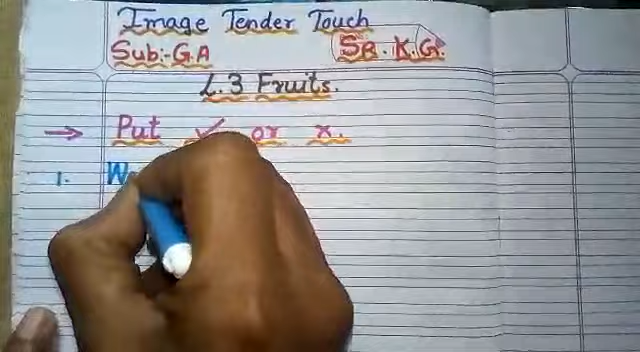 Image Tender Touch
Sub:- G.A
Sr. K.G.
L.3 Fruits.
→ Put ✓ or x.
1. W